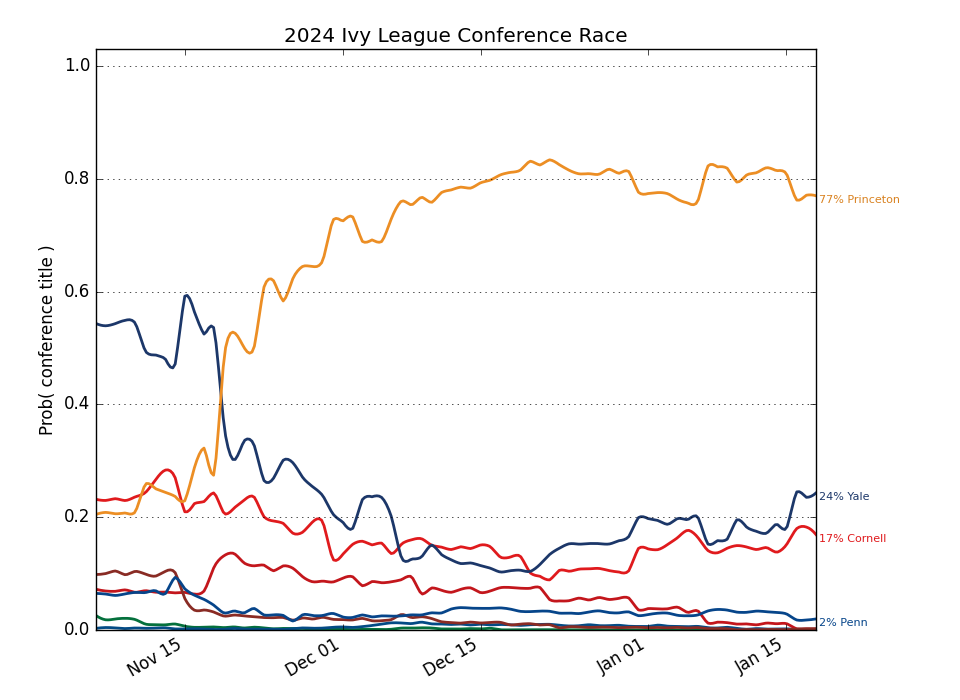 2024 Ivy League Conference Race
Prob( conference title )
1.0
0.8
0.6
0.4
0.2
0.0
77% Princeton
24% Yale
17% Cornell
2% Penn
Nov 15
Dec 01
Dec 15
Jan 01
Jan 15